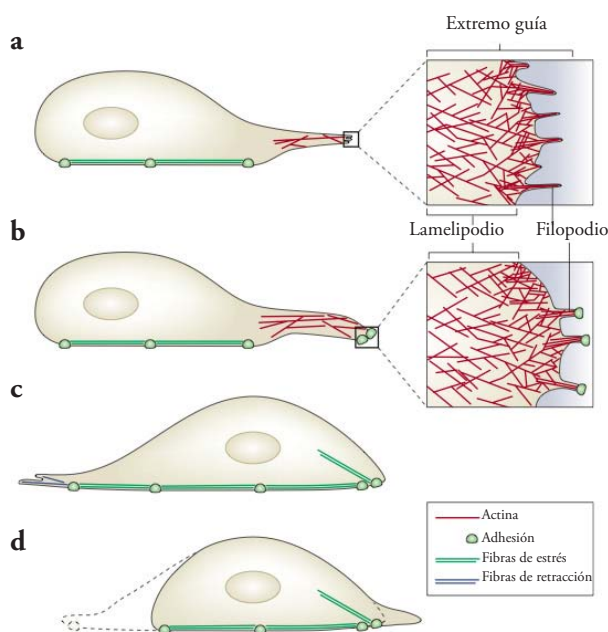 Extremo guía
a
b
Lamelipodio
Filopodio
c
d
Actina
Adhesión
Fibras de estrés
Fibras de retracción